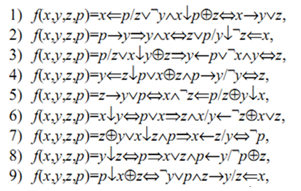 1) f(x,y,z,p)=x⇐p/z∨¯y∧x↓p⊕z⇔x→y∨z,
2) f(x,y,z,p)=p→y⇒y∧x⇔z∨p/y↓¯z⇐x,
3) f(x,y,z,p)=p/z∨x↓y⊕z⇒y←p∨¯x∧y⇔z,
4) f(x,y,z,p)=y⇐z↓p∨x⊕z∧p→y/¯y⇔z,
5) f(x,y,z,p)=z→y∨p⇔x∧¯z⇐p/z⊕y↓x,
6) f(x,y,z,p)=x↓y⇔p∨x⇒z∧x/y←¯z⊕x∨z,
7) f(x,y,z,p)=z⊕y∨x↓z∧p⇒x←z/y⇔¯p,
8) f(x,y,z,p)=y↓z⇔p⇒x∨z∧p←y/¯p⊕z,
9) f(x,y,z,p)=p↓x⊕z⇔¯y∨p∧z→y/z⇐x,